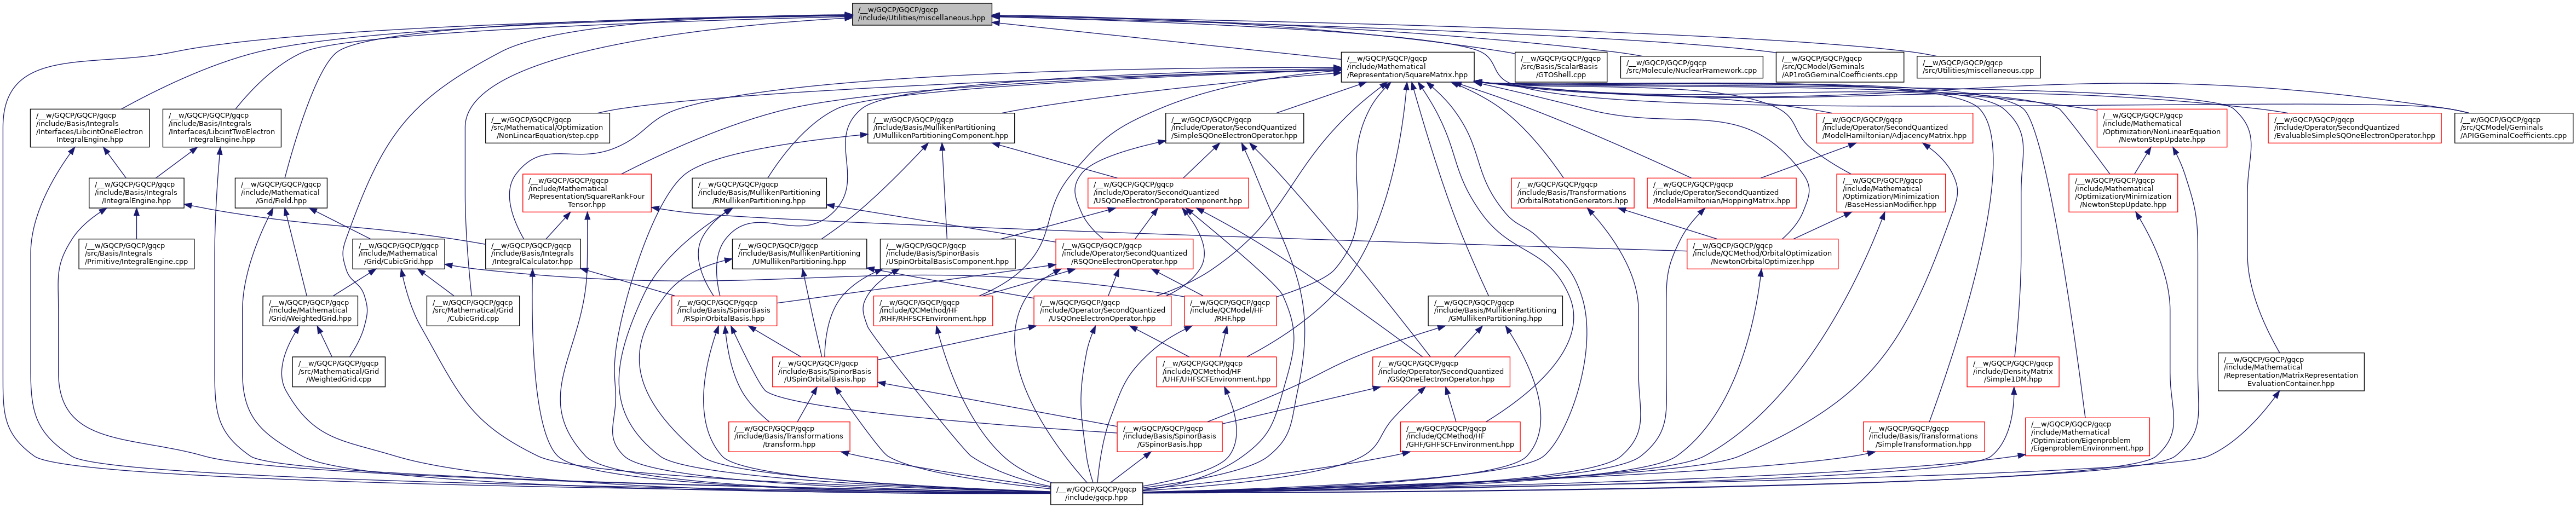 /__w/GQCP/GQCP/gqcp
/include/Utilities/miscellaneous.hpp
/__w/GQCP/GQCP/gqcp
/include/Mathematical
/Representation/SquareMatrix.hpp
/__w/GQCP/GQCP/gqcp
/src/Basis/ScalarBasis
/GTOShell.cpp
/__w/GQCP/GQCP/gqcp
/src/Molecule/NuclearFramework.cpp
/__w/GQCP/GQCP/gqcp
/src/QCModel/Geminals
/AP1roGGeminalCoefficients.cpp
/__w/GQCP/GQCP/gqcp
/src/Utilities/miscellaneous.cpp
/__w/GQCP/GQCP/gqcp
/include/Basis/Integrals
/Interfaces/LibcintOneElectron
IntegralEngine.hpp
/__w/GQCP/GQCP/gqcp
/include/Basis/Integrals
/Interfaces/LibcintTwoElectron
IntegralEngine.hpp
/__w/GQCP/GQCP/gqcp
/src/Mathematical/Optimization
/NonLinearEquation/step.cpp
/__w/GQCP/GQCP/gqcp
/include/Basis/MullikenPartitioning
/UMullikenPartitioningComponent.hpp
/__w/GQCP/GQCP/gqcp
/include/Operator/SecondQuantized
/SimpleSQOneElectronOperator.hpp
/__w/GQCP/GQCP/gqcp
/include/Operator/SecondQuantized
/ModelHamiltonian/AdjacencyMatrix.hpp
/__w/GQCP/GQCP/gqcp
/include/Mathematical
/Optimization/NonLinearEquation
/NewtonStepUpdate.hpp
/__w/GQCP/GQCP/gqcp
/include/Operator/SecondQuantized
/EvaluableSimpleSQOneElectronOperator.hpp
/__w/GQCP/GQCP/gqcp
/src/QCModel/Geminals
/APIGGeminalCoefficients.cpp
/__w/GQCP/GQCP/gqcp
/include/Basis/Integrals
/IntegralEngine.hpp
/__w/GQCP/GQCP/gqcp
/include/Mathematical
/Grid/Field.hpp
/__w/GQCP/GQCP/gqcp
/include/Mathematical
/Representation/SquareRankFour
Tensor.hpp
/__w/GQCP/GQCP/gqcp
/include/Basis/MullikenPartitioning
/RMullikenPartitioning.hpp
/__w/GQCP/GQCP/gqcp
/include/Operator/SecondQuantized
/USQOneElectronOperatorComponent.hpp
/__w/GQCP/GQCP/gqcp
/include/Basis/Transformations
/OrbitalRotationGenerators.hpp
/__w/GQCP/GQCP/gqcp
/include/Operator/SecondQuantized
/ModelHamiltonian/HoppingMatrix.hpp
/__w/GQCP/GQCP/gqcp
/include/Mathematical
/Optimization/Minimization
/BaseHessianModifier.hpp
/__w/GQCP/GQCP/gqcp
/include/Mathematical
/Optimization/Minimization
/NewtonStepUpdate.hpp
/__w/GQCP/GQCP/gqcp
/src/Basis/Integrals
/Primitive/IntegralEngine.cpp
/__w/GQCP/GQCP/gqcp
/include/Mathematical
/Grid/CubicGrid.hpp
/__w/GQCP/GQCP/gqcp
/include/Basis/Integrals
/IntegralCalculator.hpp
/__w/GQCP/GQCP/gqcp
/include/Basis/MullikenPartitioning
/UMullikenPartitioning.hpp
/__w/GQCP/GQCP/gqcp
/include/Basis/SpinorBasis
/USpinOrbitalBasisComponent.hpp
/__w/GQCP/GQCP/gqcp
/include/Operator/SecondQuantized
/RSQOneElectronOperator.hpp
/__w/GQCP/GQCP/gqcp
/include/QCMethod/OrbitalOptimization
/NewtonOrbitalOptimizer.hpp
/__w/GQCP/GQCP/gqcp
/include/Mathematical
/Grid/WeightedGrid.hpp
/__w/GQCP/GQCP/gqcp
/src/Mathematical/Grid
/CubicGrid.cpp
/__w/GQCP/GQCP/gqcp
/include/Basis/SpinorBasis
/RSpinOrbitalBasis.hpp
/__w/GQCP/GQCP/gqcp
/include/QCMethod/HF
/RHF/RHFSCFEnvironment.hpp
/__w/GQCP/GQCP/gqcp
/include/Operator/SecondQuantized
/USQOneElectronOperator.hpp
/__w/GQCP/GQCP/gqcp
/include/QCModel/HF
/RHF.hpp
/__w/GQCP/GQCP/gqcp
/include/Basis/MullikenPartitioning
/GMullikenPartitioning.hpp
/__w/GQCP/GQCP/gqcp
/src/Mathematical/Grid
/WeightedGrid.cpp
/__w/GQCP/GQCP/gqcp
/include/Basis/SpinorBasis
/USpinOrbitalBasis.hpp
/__w/GQCP/GQCP/gqcp
/include/QCMethod/HF
/UHF/UHFSCFEnvironment.hpp
/__w/GQCP/GQCP/gqcp
/include/Operator/SecondQuantized
/GSQOneElectronOperator.hpp
/__w/GQCP/GQCP/gqcp
/include/DensityMatrix
/Simple1DM.hpp
/__w/GQCP/GQCP/gqcp
/include/Mathematical
/Representation/MatrixRepresentation
EvaluationContainer.hpp
/__w/GQCP/GQCP/gqcp
/include/Basis/Transformations
/transform.hpp
/__w/GQCP/GQCP/gqcp
/include/Basis/SpinorBasis
/GSpinorBasis.hpp
/__w/GQCP/GQCP/gqcp
/include/QCMethod/HF
/GHF/GHFSCFEnvironment.hpp
/__w/GQCP/GQCP/gqcp
/include/Basis/Transformations
/SimpleTransformation.hpp
/__w/GQCP/GQCP/gqcp
/include/Mathematical
/Optimization/Eigenproblem
/EigenproblemEnvironment.hpp
/__w/GQCP/GQCP/gqcp
/include/gqcp.hpp